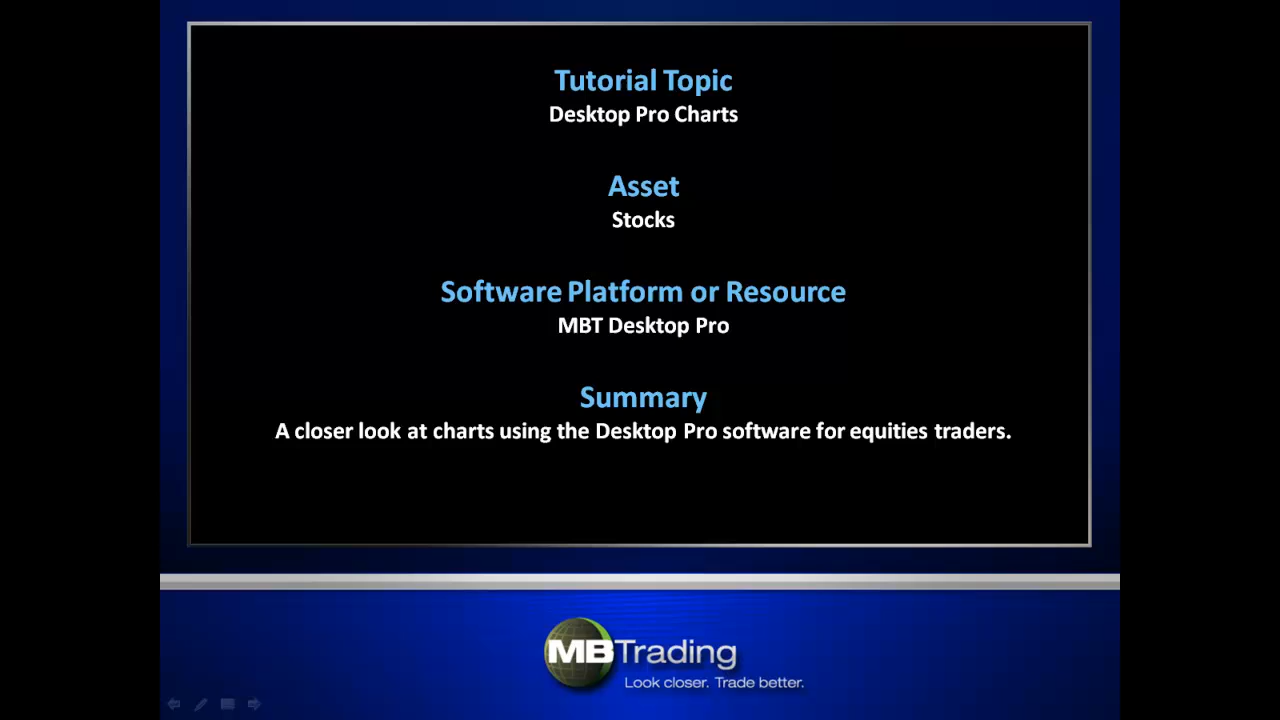 Tutorial Topic
Desktop Pro Charts
Asset
Stocks
Software Platform or Resource
MBT Desktop Pro
Summary
A closer look at charts using the Desktop Pro software for equities traders.
MBTrading
Look closer. Trade better.